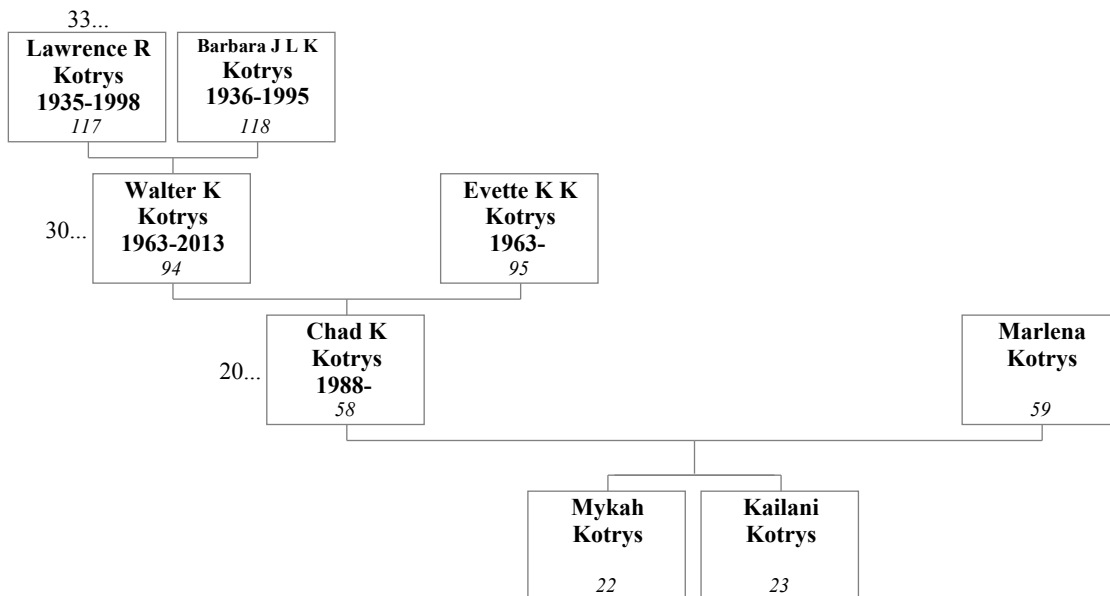 33...
Lawrence R
Kotrys
1935-1998
117
Barbara J L K
Kotrys
1936-1995
118
30...
Walter K
Kotrys
1963-2013
94
Evette K K
Kotrys
1963-
95
20...
Chad K
Kotrys
1988-
58
Marlena
Kotrys
59
Mykah
Kotrys
22
Kailani
Kotrys
23